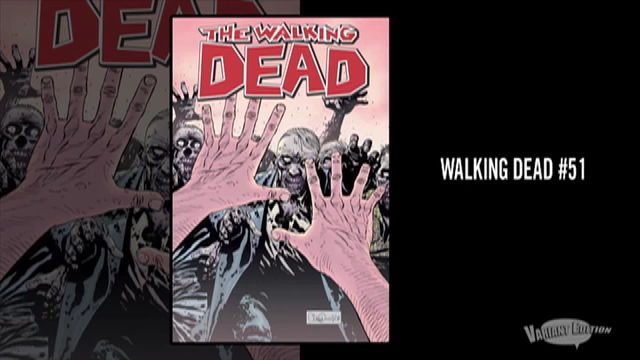 THE WALKING
DEAD
WALKING DEAD #51
VARIANT EDITION